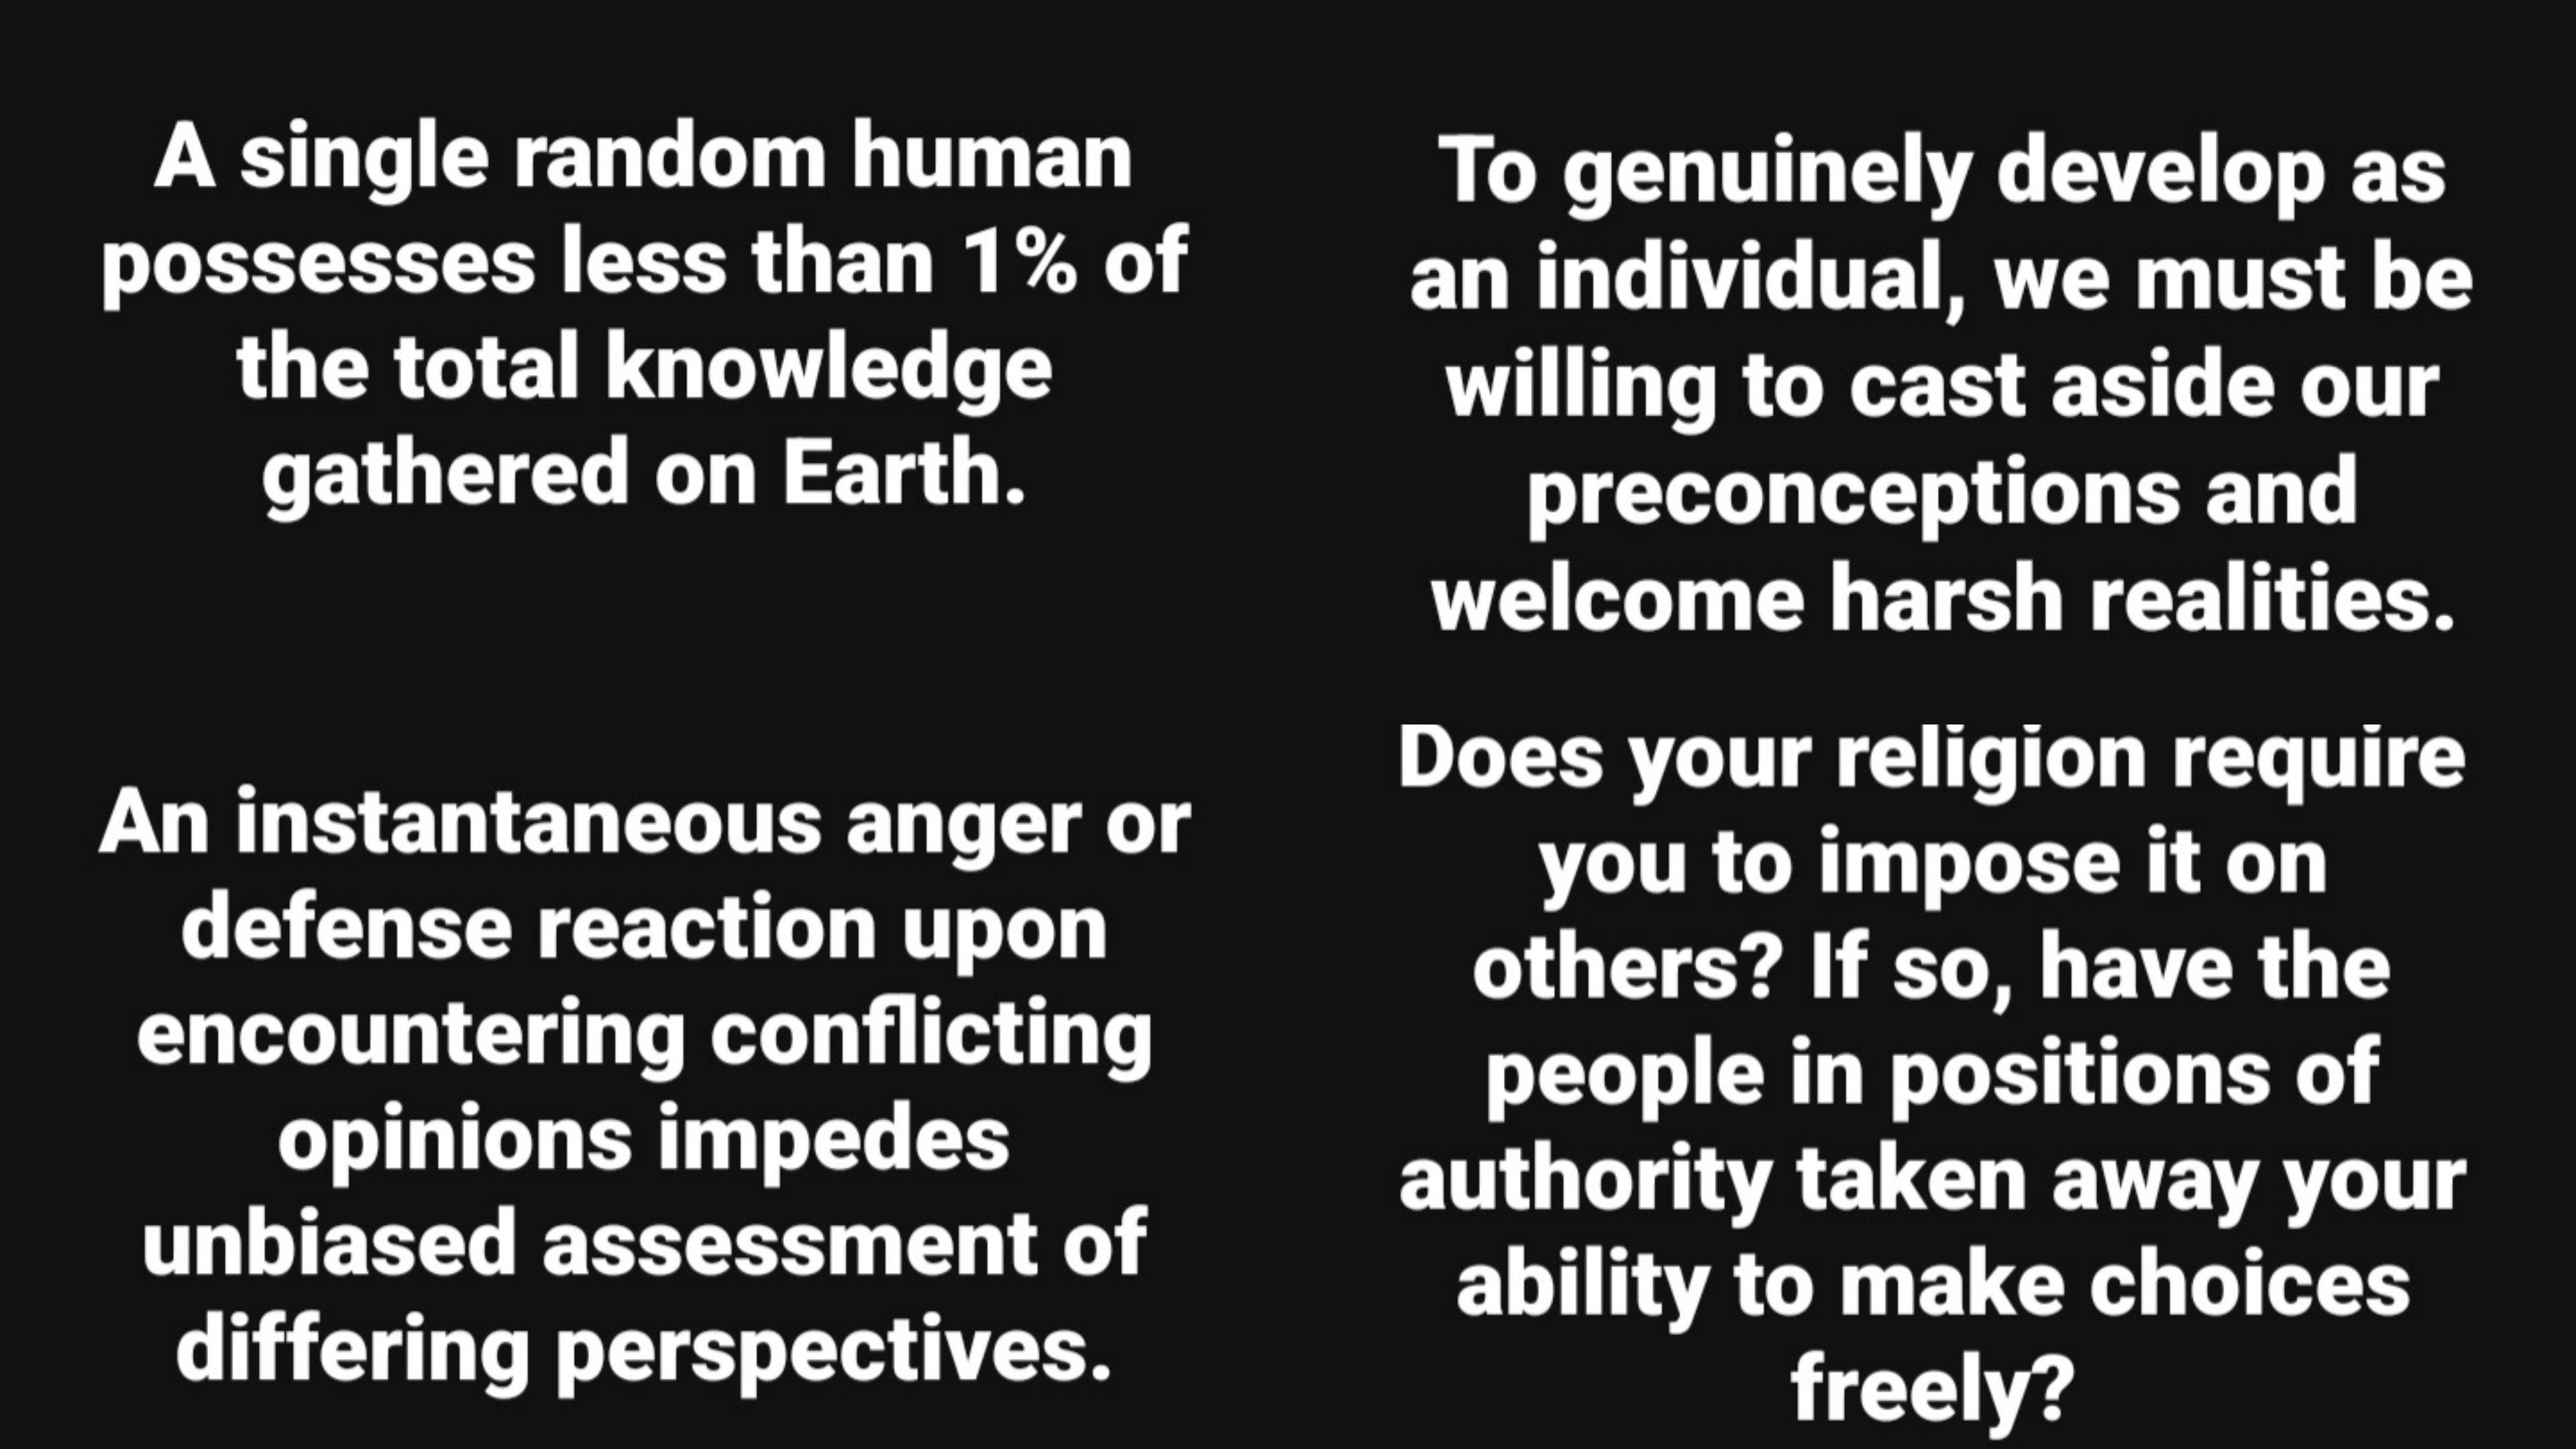 A single random human
possesses less than 1% of
the total knowledge
gathered on Earth.
To genuinely develop as
an individual, we must be
willing to cast aside our
preconceptions and
welcome harsh realities.
An instantaneous anger or
defense reaction upon
encountering conflicting
opinions impedes
unbiased assessment of
differing perspectives.
Does your religion require
you to impose it on
others? If so, have the
people in positions of
authority taken away your
ability to make choices
freely?